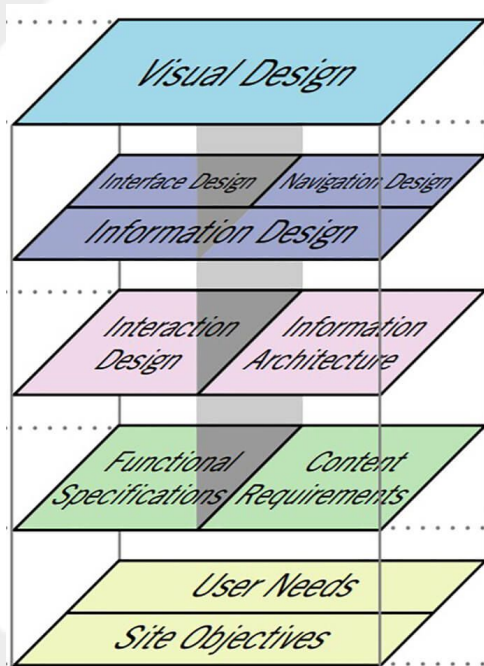 Visual Design
Interface Design
Navigation Design
Information Design
Interaction
Design
Information
Architecture
Functional
Specifications
Content
Requirements
User Needs
Site Objectives